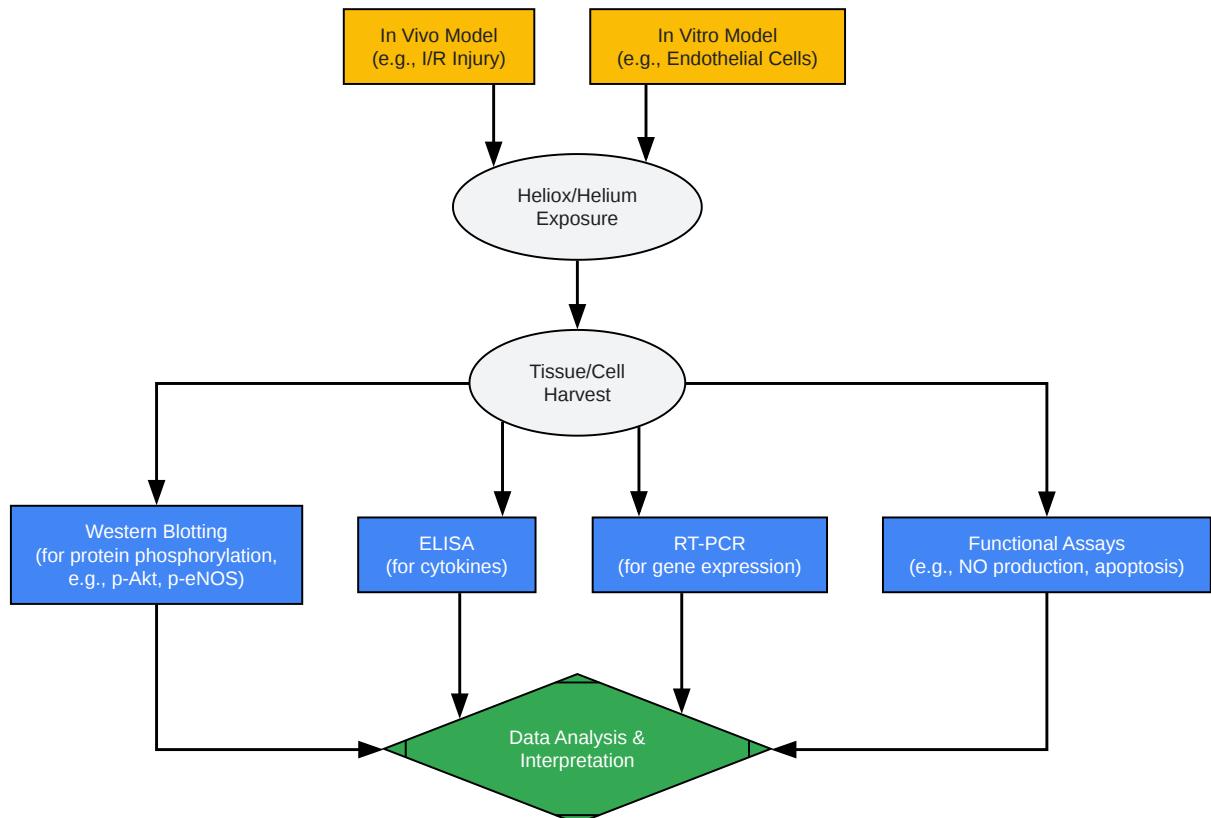 In Vivo Model
(e.g., I/R Injury)
In Vitro Model
(e.g., Endothelial Cells)
Heliox/Helium
Exposure
Tissue/Cell
Harvest
Western Blotting
(for protein phosphorylation,
e.g., p-Akt, p-eNOS)
ELISA
(for cytokines)
RT-PCR
(for gene expression)
Functional Assays
(e.g., NO production, apoptosis)
Data Analysis &
Interpretation